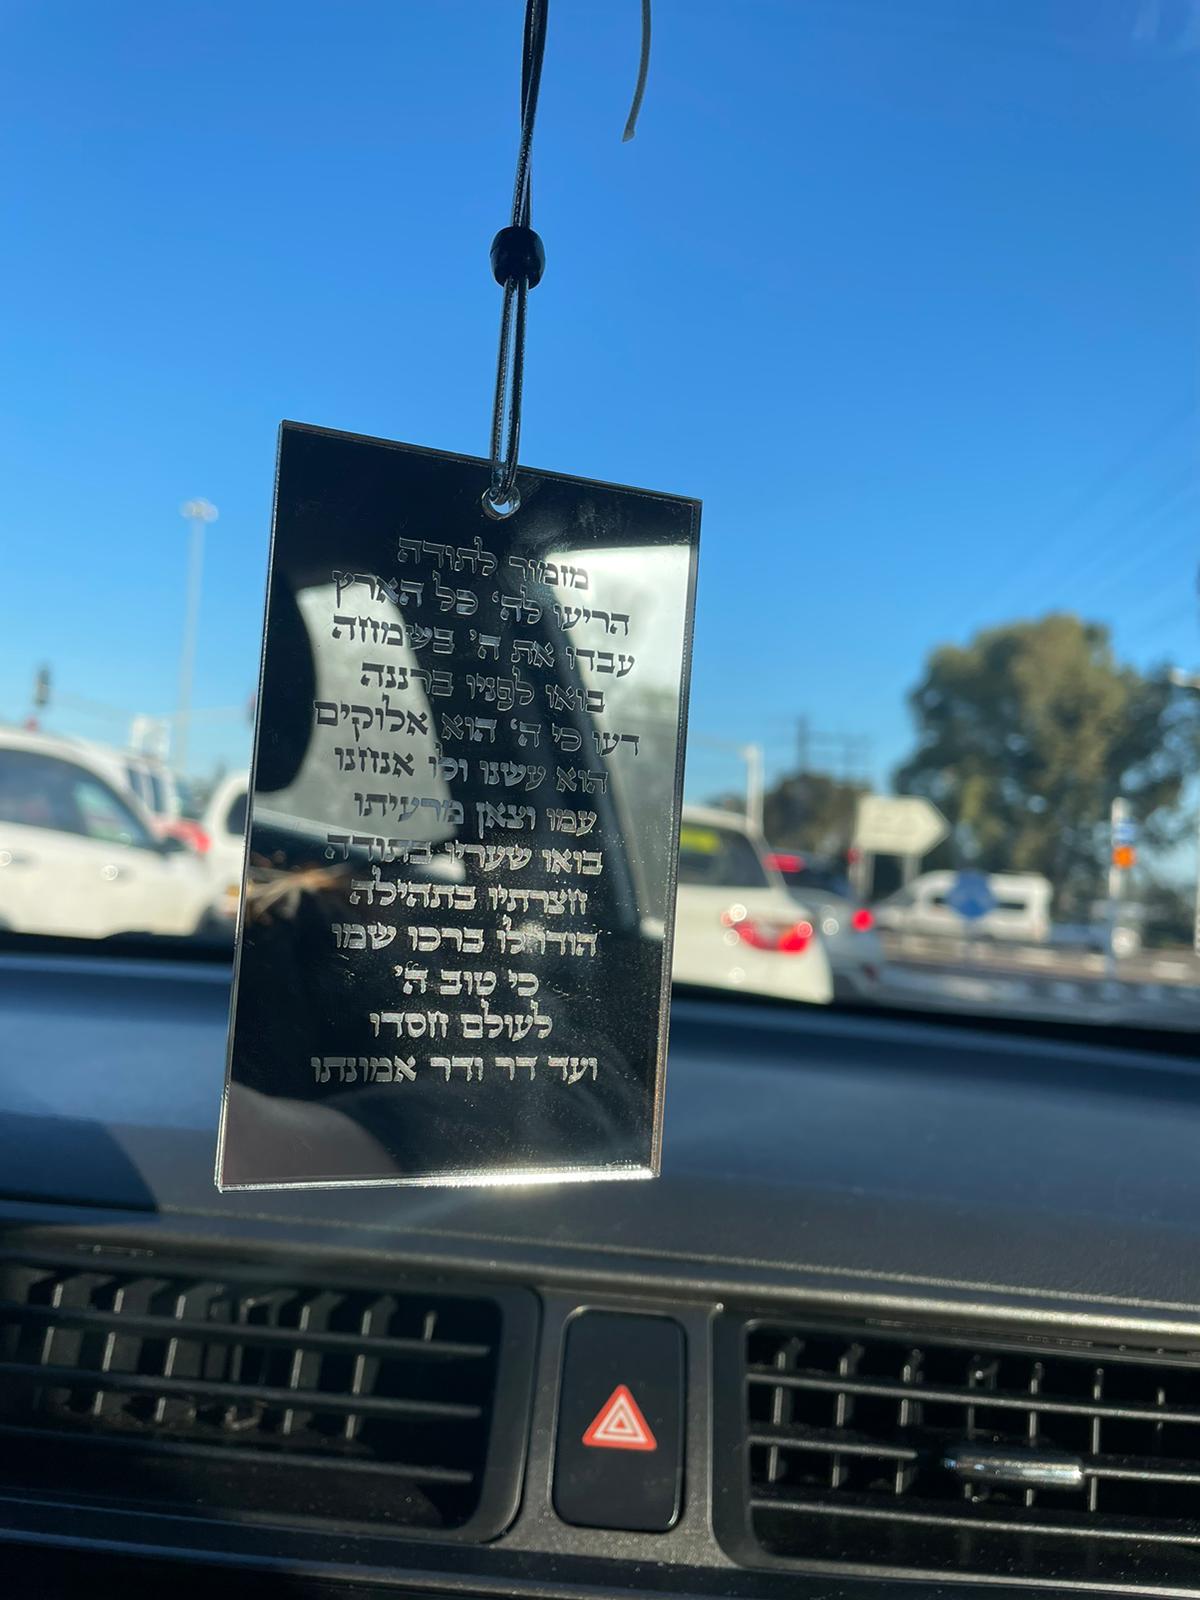 מזמור לתודה
הריעו לה' כל הארץ
עבדו את ה' בשמחה
בואו לפניו ברננה
דעו כי ה' הוא אלוקים
הוא עשנו ולו אנחנו
עמו וצאן מרעיתו
בואו שעריו בתודה
חצרתיו בתהילה
הודו לו ברכו שמו
כי טוב ה'
לעולם חסדו
ועד דר ודר אמונתו